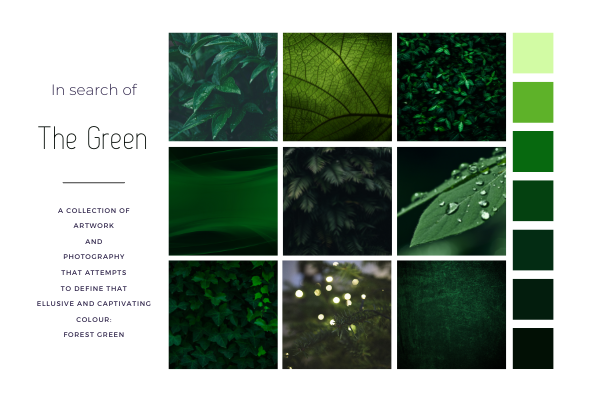 In search of
The Green
A COLLECTION OF
ARTWORK
AND
PHOTOGRAPHY
THAT ATTEMPTS
TO DEFINE THAT
ELLUSIVE AND CAPTIVATING
COLOUR:
FOREST GREEN